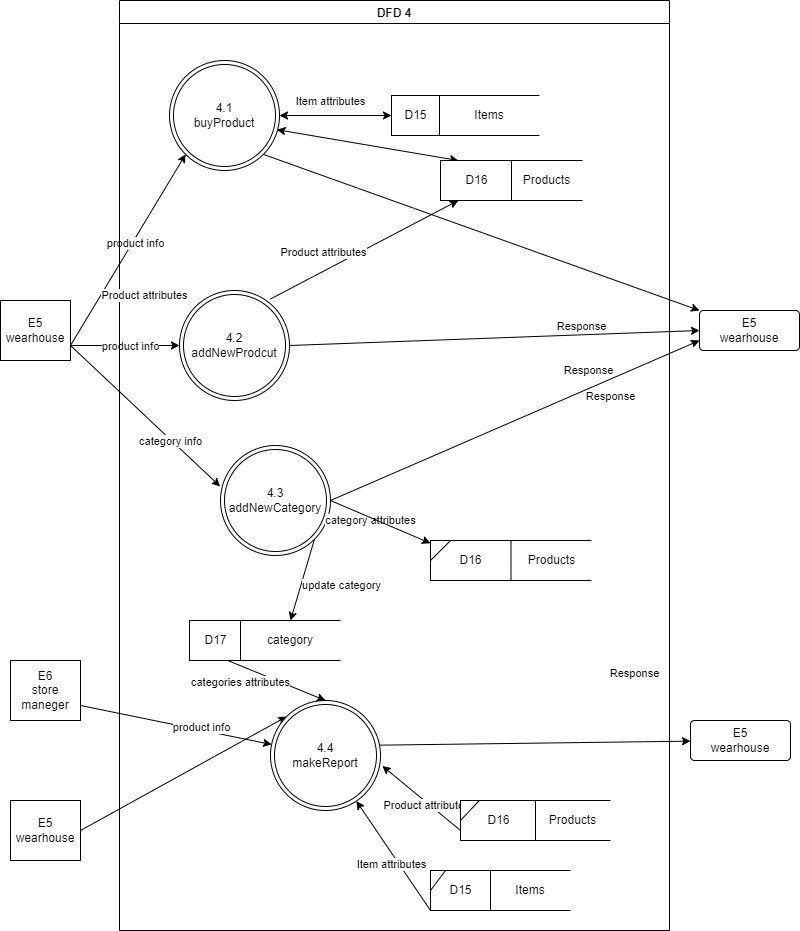 DFD 4
4.1
buyProduct
Item attributes
D15
Items
D16
Products
product info
Product attributes
Product attributes
E5
wearhouse
product info
4.2
addNewProdcut
Response
E5
wearhouse
Response
Response
category info
4.3
addNewCategory
category attributes
D16
Products
update category
D17
category
categories attributes
E6
store
maneger
Response
product info
4.4
makeReport
E5
wearhouse
E5
wearhouse
Product attribute
D16
Products
Item attributes
D15
Items